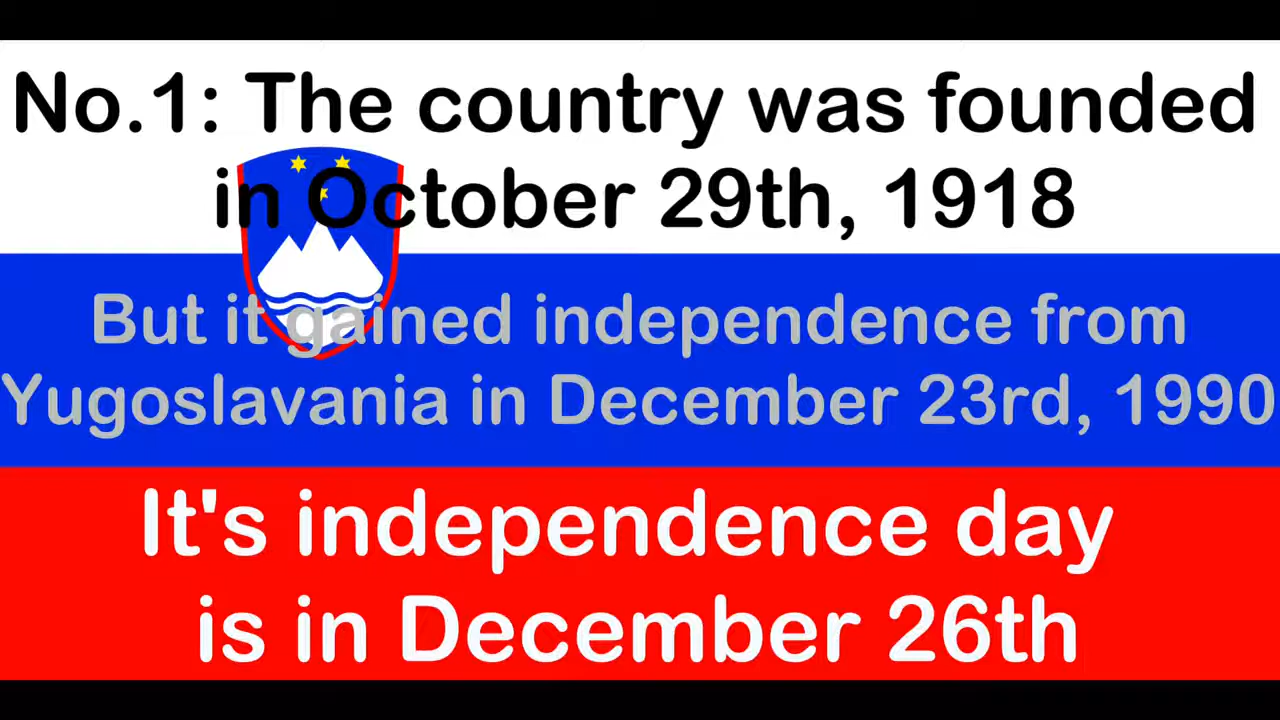 No.1: The country was founded
in October 29th, 1918
But it gained independence from
Yugoslavania in December 23rd, 1990
It's independence day
is in December 26th